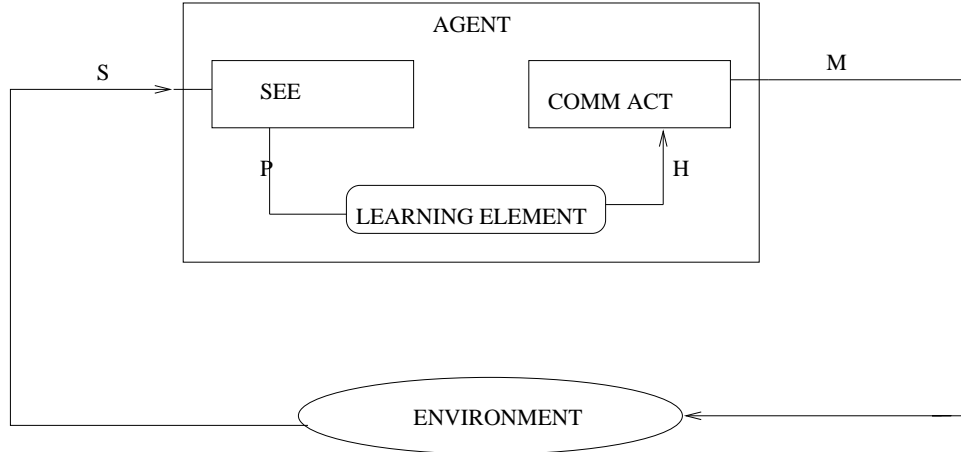 AGENT
S
M
SEE
COMM ACT
P
H
LEARNING ELEMENT
ENVIRONMENT